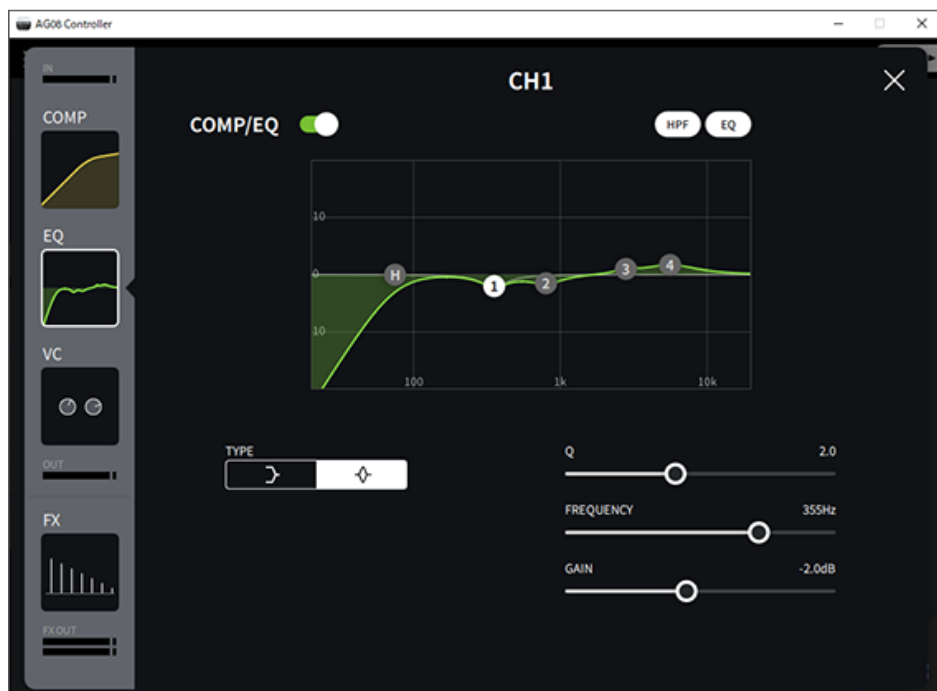 AG08 Controller
IN
COMP
EQ
VC
OUT
FX
FX OUT
CH1
COMP/EQ
HPF
EQ
10
0
10
100
1k
10k
H
1
2
3
4
TYPE
Q
2.0
FREQUENCY
355Hz
GAIN
-2.0dB